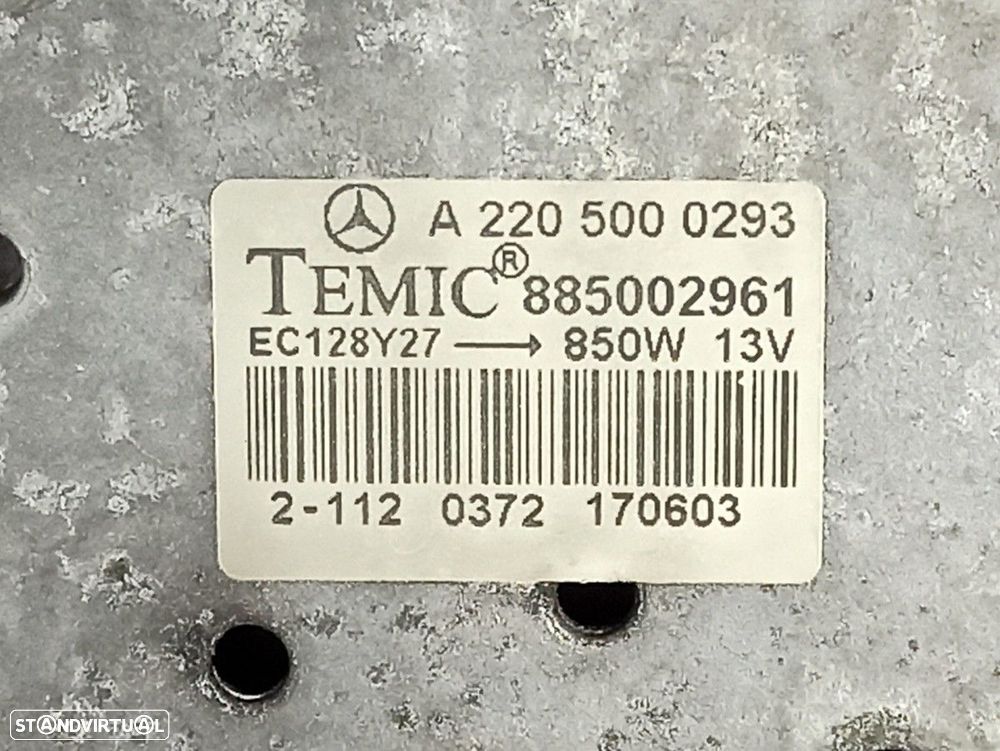 A 220 500 0293
TEMIC® 885002961
EC128Y27 → 850W 13V
2-112 0372 170603
STANDVIRTUAL